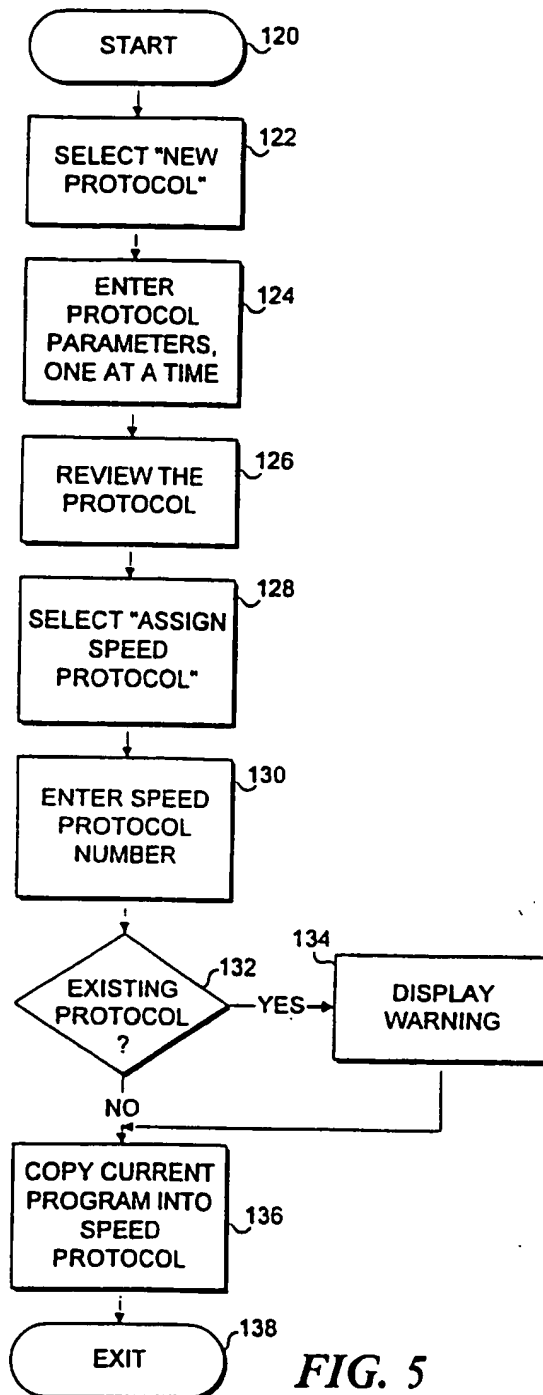 START
120
122
SELECT "NEW
PROTOCOL"
ENTER
PROTOCOL
PARAMETERS,
ONE AT A TIME
124
126
REVIEW THE
PROTOCOL
128
SELECT "ASSIGN
SPEED
PROTOCOL"
130
ENTER SPEED
PROTOCOL
NUMBER
132
EXISTING
PROTOCOL
?
YES
134
DISPLAY
WARNING
NO
COPY CURRENT
PROGRAM INTO
SPEED
PROTOCOL
136
138
EXIT
FIG. 5